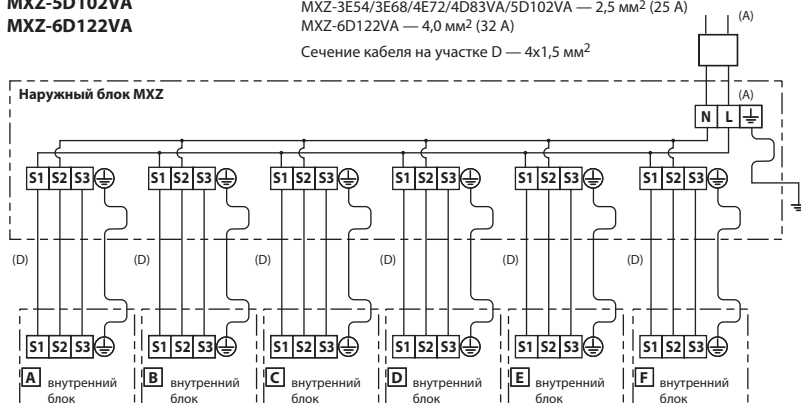 MXZ-5D102VA
MXZ-6D122VA
MXZ-3E54/3E68/4E72/4D83VA/5D102VA — 2,5 мм² (25 А)
MXZ-6D122VA — 4,0 мм² (32 А)
Сечение кабеля на участке D — 4x1,5 мм²
(A)
Наружный блок MXZ
(A)
N L
S1 S2 S3 S1 S2 S3 S1 S2 S3 S1 S2 S3 S1 S2 S3 S1 S2 S3
(D) (D) (D) (D) (D) (D)
S1 S2 S3 S1 S2 S3 S1 S2 S3 S1 S2 S3 S1 S2 S3 S1 S2 S3
A внутренний B внутренний C внутренний D внутренний E внутренний F внутренний
блок блок блок блок блок блок